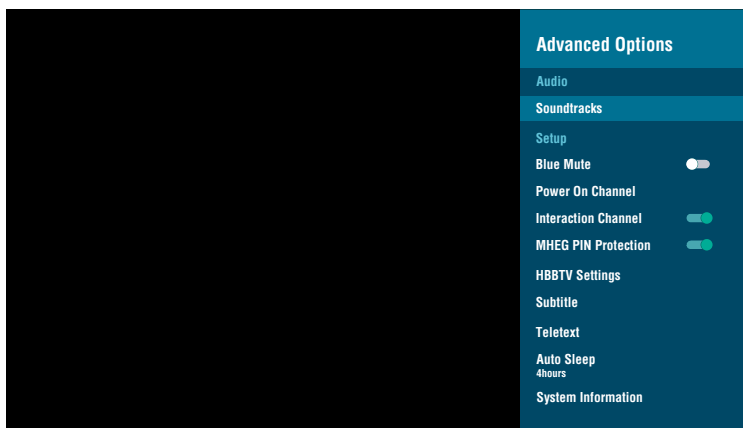 Advanced Options
Audio
Soundtracks
Setup
Blue Mute
Power On Channel
Interaction Channel
MHEG PIN Protection
HBBTV Settings
Subtitle
Teletext
Auto Sleep
4hours
System Information